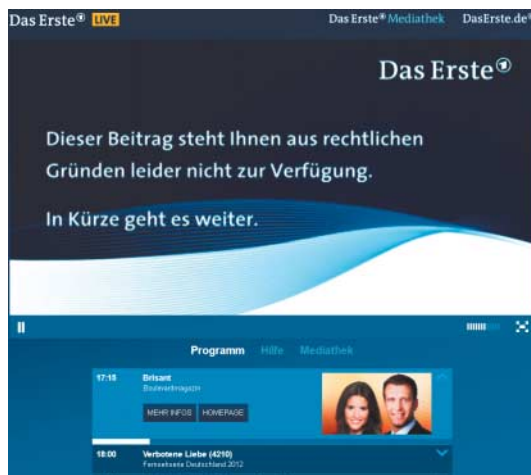 Das Erste LIVE Das Erste Mediathek DasErste.de
Das Erste
Dieser Beitrag steht Ihnen aus rechtlichen
Gründen leider nicht zur Verfügung.
In Kürze geht es weiter.
Programm Hilfe Mediathek
17:15 Brisant
Boulevardmagazin
MEHR INFOS HOMEPAGE
18:00 Verbotene Liebe (4210)
Fernsehserie Deutschland 2012